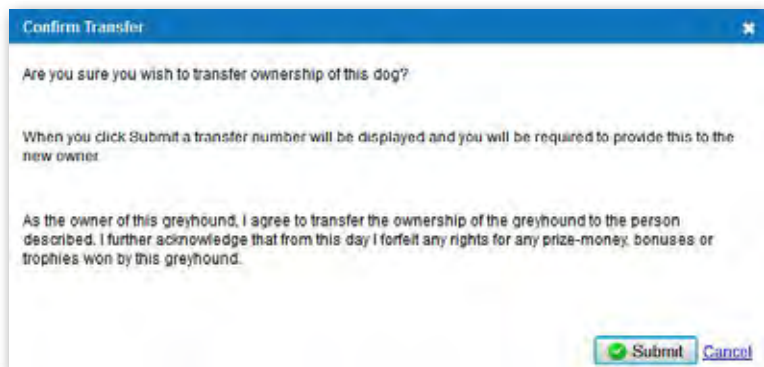 Confirm Transfer
Are you sure you wish to transfer ownership of this dog?
When you click Submit a transfer number will be displayed and you will be required to provide this to the
new owner
As the owner of this greyhound, I agree to transfer the ownership of the greyhound to the person
described. I further acknowledge that from this day I forfeit any rights for any prize-money, bonuses or
trophies won by this greyhound.
Submit Cancel